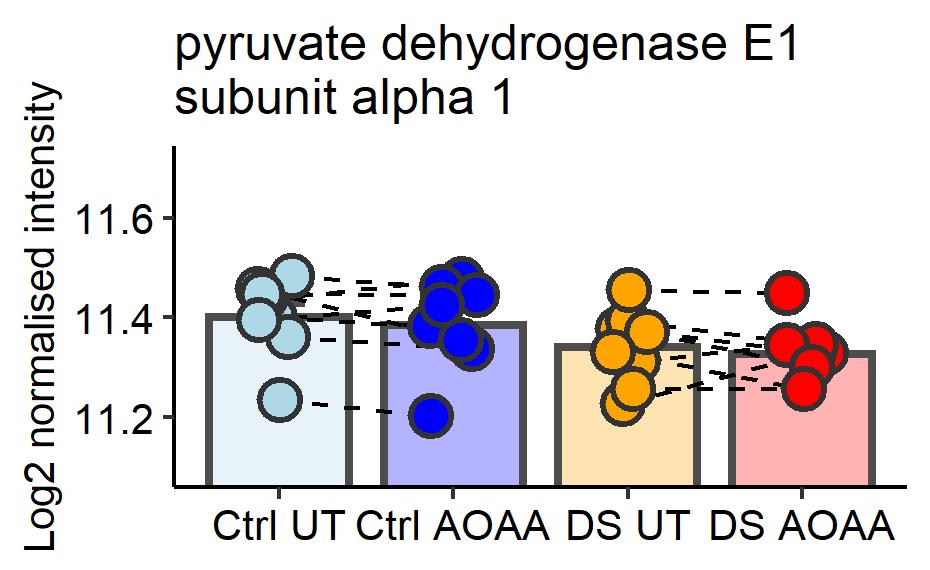 pyruvate dehydrogenase E1
subunit alpha 1
Log2 normalised intensity
11.6
11.4
11.2
Ctrl UT Ctrl AOAA DS UT DS AOAA